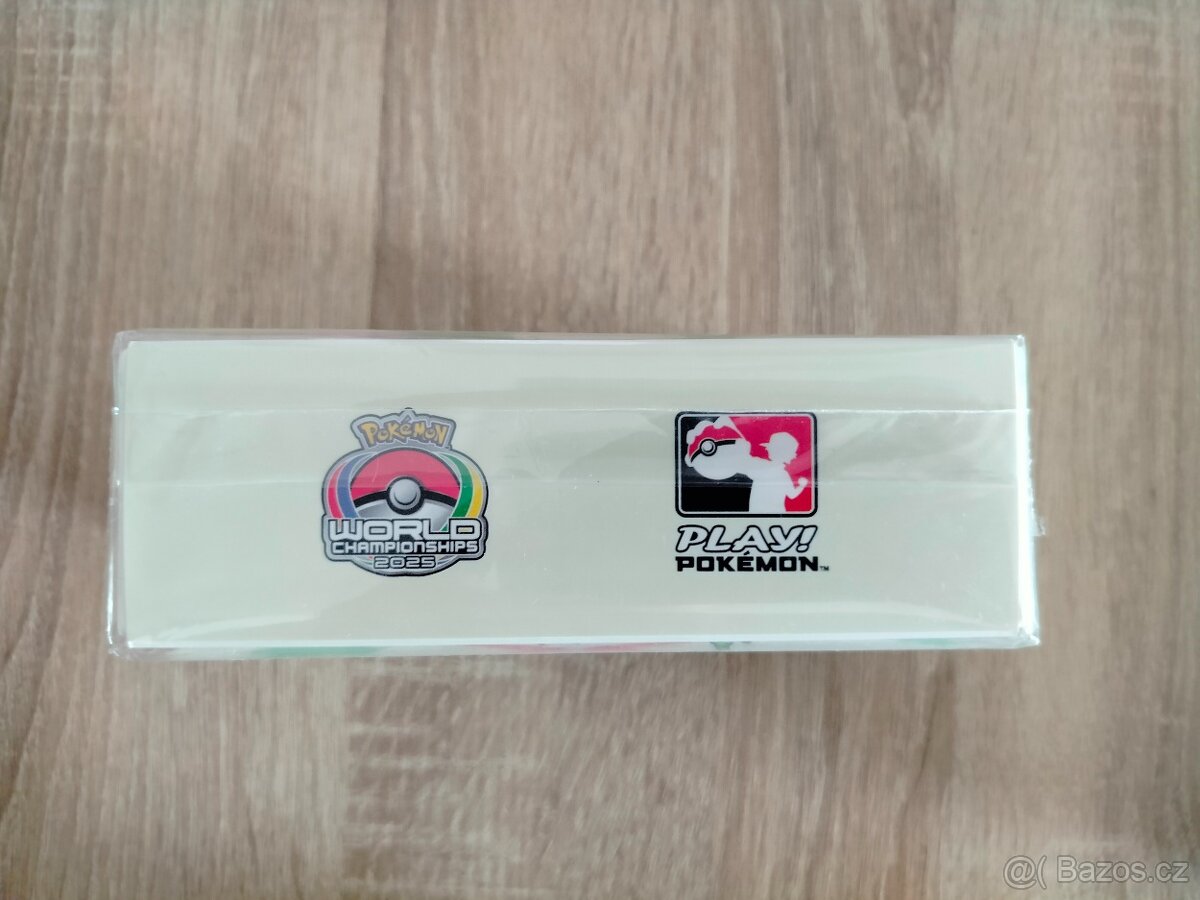 POKéMON
WORLD
CHAMPIONSHIPS
2025
PLAY!
POKÉMON™
@( Bazos.cz